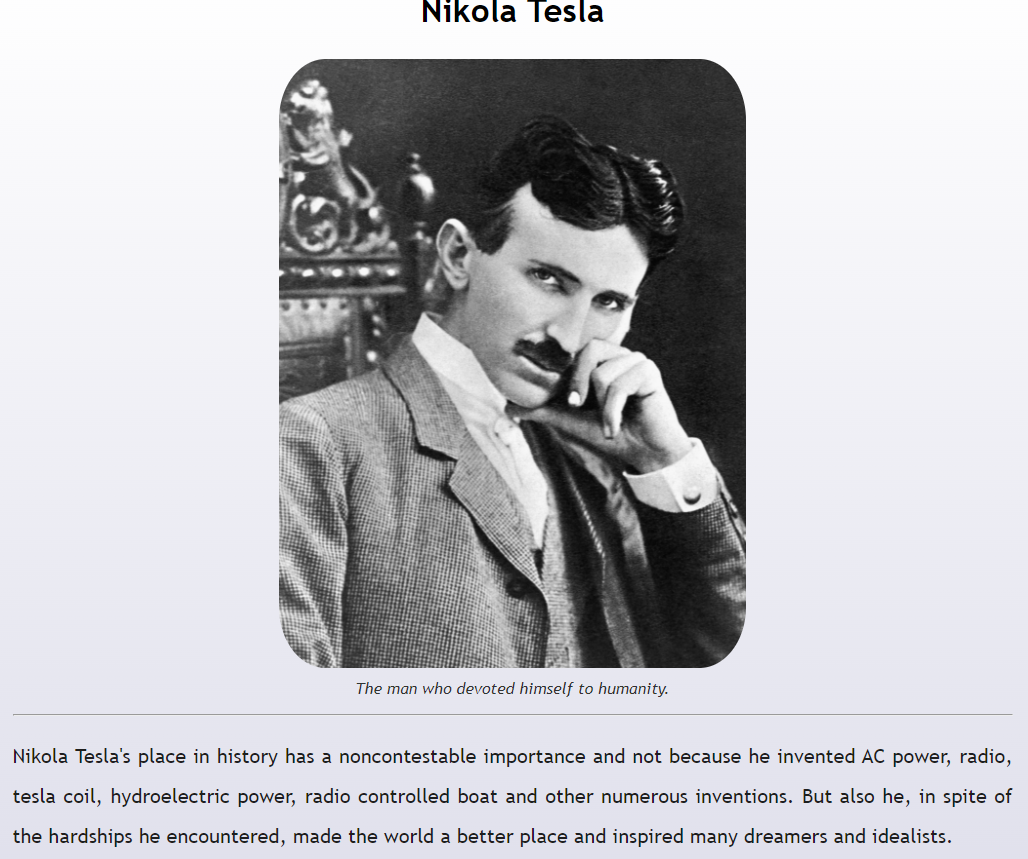 Nikola Tesla
The man who devoted himself to humanity.
Nikola Tesla's place in history has a noncontestable importance and not because he invented AC power, radio,
tesla coil, hydroelectric power, radio controlled boat and other numerous inventions. But also he, in spite of
the hardships he encountered, made the world a better place and inspired many dreamers and idealists.